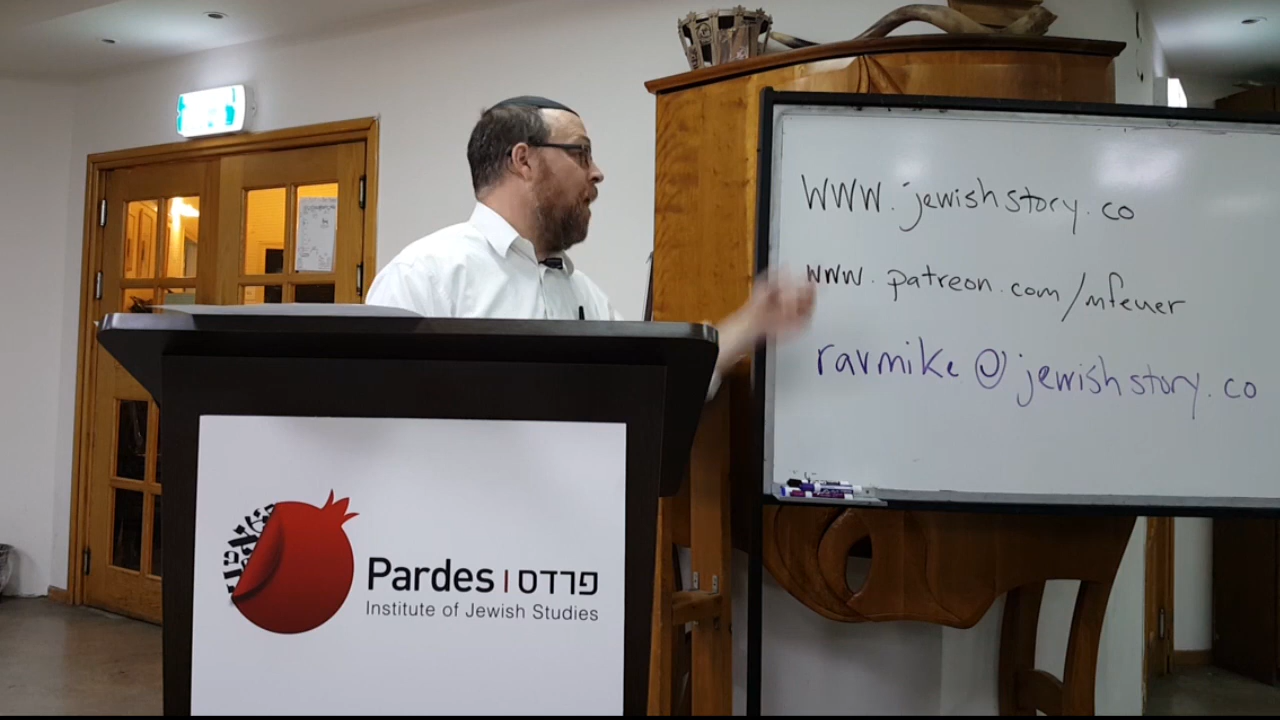 www.jewishstory.co
www.patreon.com/mfeuer
ravmike@jewishstory.co
Pardes | פרדס
Institute of Jewish Studies